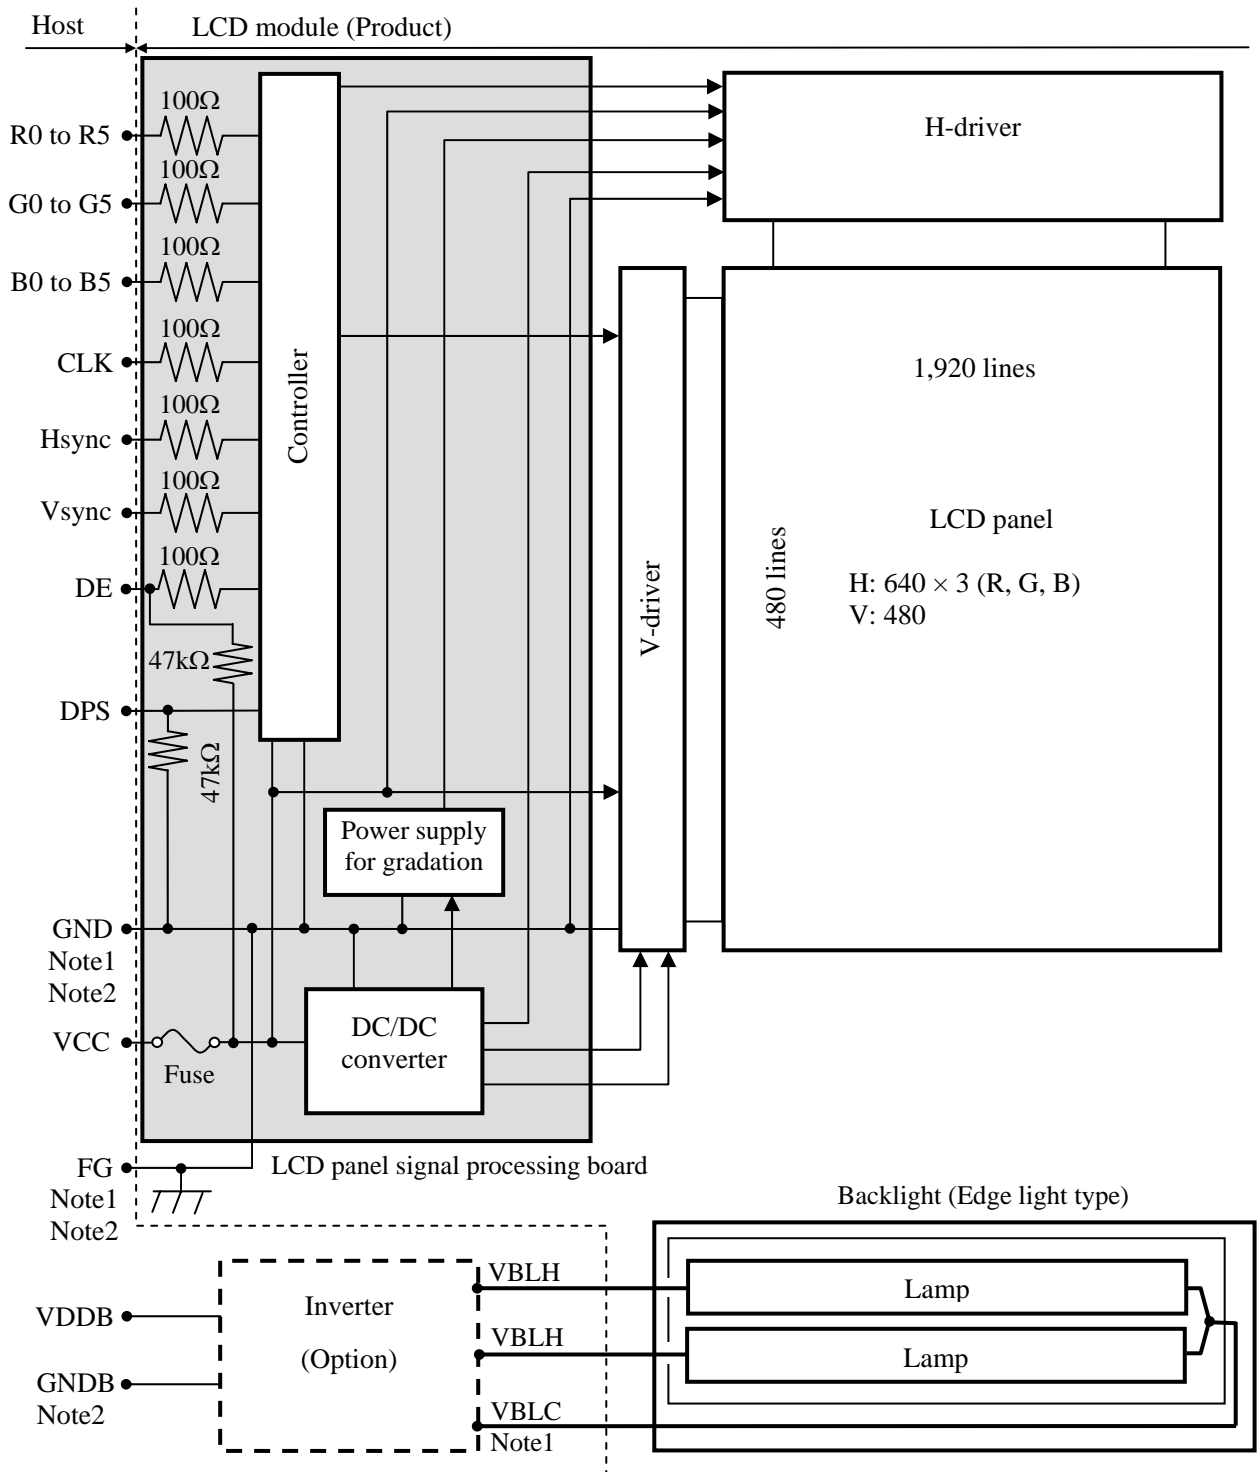 Host
LCD module (Product)
100Ω
R0 to R5
100Ω
G0 to G5
100Ω
B0 to B5
100Ω
CLK
100Ω
Hsync
100Ω
Vsync
100Ω
DE
47kΩ
DPS
47kΩ
Controller
H-driver
V-driver
1,920 lines
480 lines
LCD panel
H: 640 × 3 (R, G, B)
V: 480
Power supply
for gradation
GND
Note1
Note2
VCC
Fuse
DC/DC
converter
FG
Note1
Note2
LCD panel signal processing board
Backlight (Edge light type)
VDDB
GNDB
Note2
Inverter
(Option)
VBLH
Lamp
VBLH
Lamp
VBLC
Note1